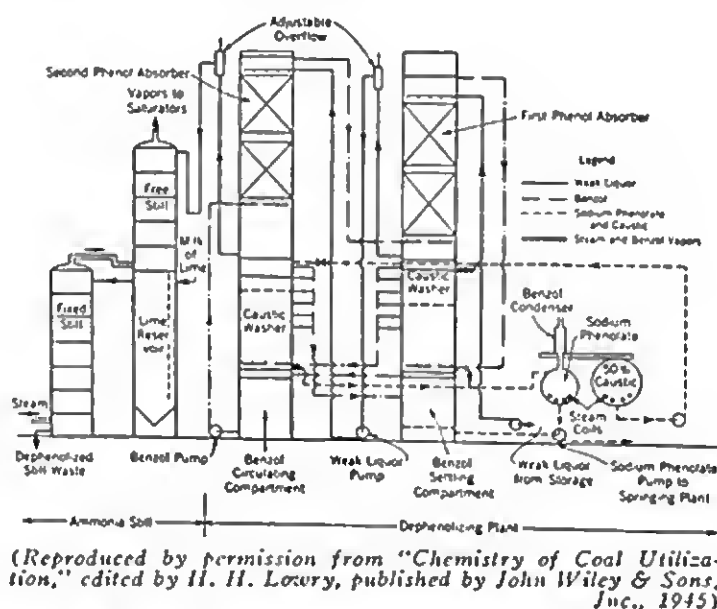 Adjustable
Overflow
Second Phenol Absorber
Vapors to
Saturators
First Phenol Absorber
Legend
Weak Liquor
Benzol
Sodium Phenolate
and Caustic
Steam and Benzol Vapors
Free
Still
Milk
of Lime
Fixed
Still
Lime
Reser-
voir
Caustic
Washer
Caustic
Washer
Benzol
Condenser
Sodium
Phenolate
50%
Caustic
Steam
Coils
Steam
Dephenolized
Still Waste
Benzol Pump
Benzol
Circulating
Compartment
Weak Liquor
Pump
Benzol
Settling
Compartment
Weak Liquor
from Storage
Sodium Phenolate
Pump to
Springing Plant
Ammonia Still
Dephenolizing Plant
(Reproduced by permission from "Chemistry of Coal Utiliza-
tion," edited by H. H. Lowry, published by John Wiley & Sons,
Inc., 1945)